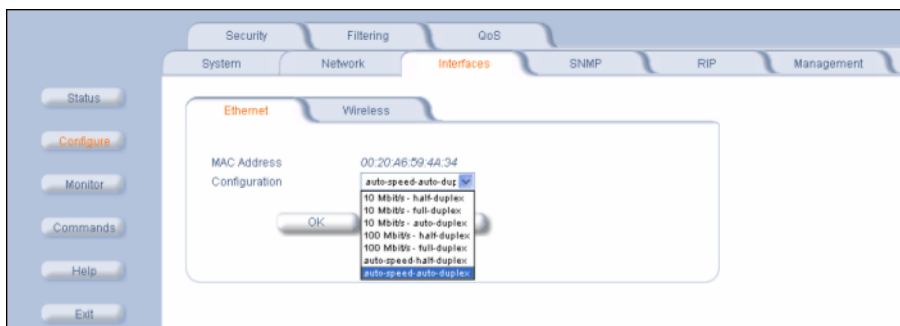 Security Filtering QoS
System Network Interfaces SNMP RIP Management
Status
Configure
Monitor
Commands
Help
Exit
Ethernet Wireless
MAC Address 00:20:A6:59:4A:34
Configuration auto-speed-auto-dup
10 Mbit/s - half-duplex
10 Mbit/s - full-duplex
10 Mbit/s - auto-duplex
100 Mbit/s - half-duplex
100 Mbit/s - full-duplex
auto-speed-half-duplex
auto-speed-auto-duplex
OK